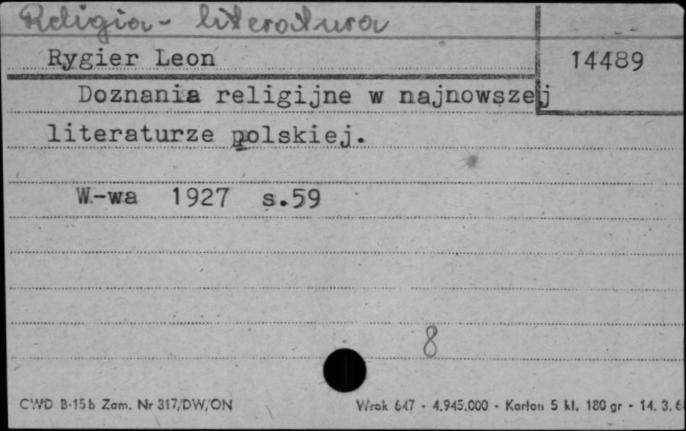 Religia - literatura
Rygier Leon
14489
Doznania religijne w najnowszej
literaturze polskiej.
W.-wa 1927 s.59
8
CWD B-15b Zam. Nr 317/DW/ON
Wrak 647 - 4.945.000 - Karton 5 kl. 180 gr - 14. 3. 6